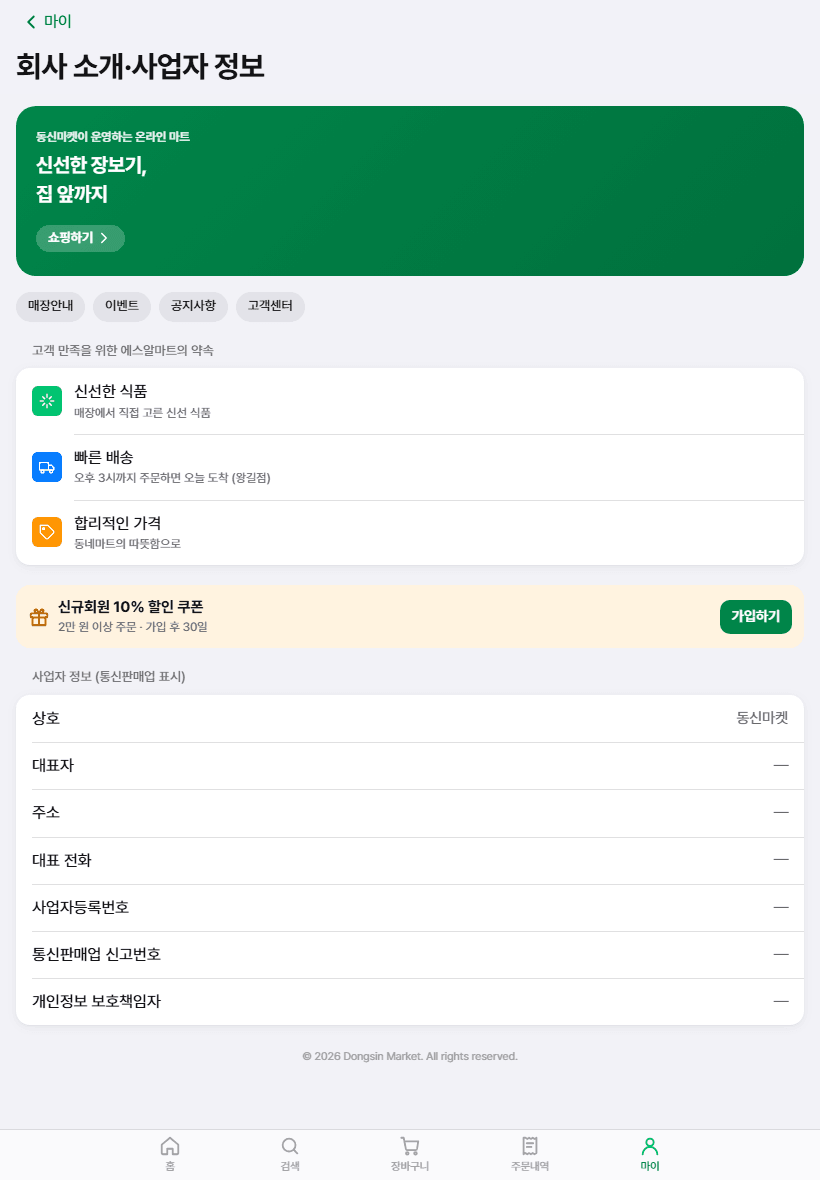 마이
회사 소개·사업자 정보
동신마켓이 운영하는 온라인 마트
신선한 장보기,
집 앞까지
쇼핑하기
매장안내 이벤트 공지사항 고객센터
고객 만족을 위한 에스알마트의 약속
신선한 식품
매장에서 직접 고른 신선 식품
빠른 배송
오후 3시까지 주문하면 오늘 도착 (왕길점)
합리적인 가격
동네마트의 따뜻함으로
신규회원 10% 할인 쿠폰
2만 원 이상 주문 · 가입 후 30일
가입하기
사업자 정보 (통신판매업 표시)
상호 동신마켓
대표자 —
주소 —
대표 전화 —
사업자등록번호 —
통신판매업 신고번호 —
개인정보 보호책임자 —
© 2026 Dongsin Market. All rights reserved.
홈 검색 장바구니 주문내역 마이